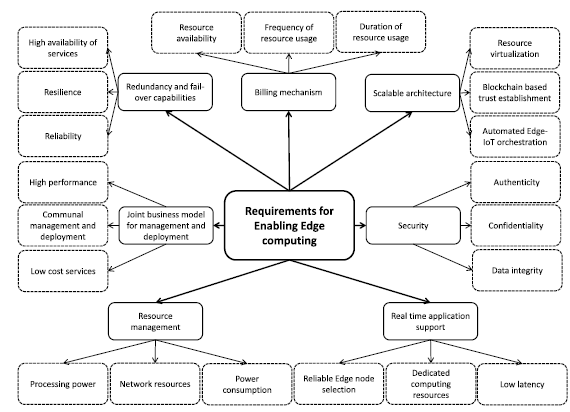 Resource
availability
Frequency of
resource usage
Duration of
resource usage
High availability of
services
Resilience
Reliability
Redundancy and fail-
over capabilities
Billing mechanism
Scalable architecture
Resource
virtualization
Blockchain based
trust establishment
Automated Edge-
IoT orchestration
High performance
Communal
management and
deployment
Low cost services
Joint business model
for management and
deployment
Requirements for
Enabling Edge
computing
Security
Authenticity
Confidentiality
Data integrity
Resource
management
Real time application
support
Processing power
Network resources
Power
consumption
Reliable Edge node
selection
Dedicated
computing
resources
Low latency